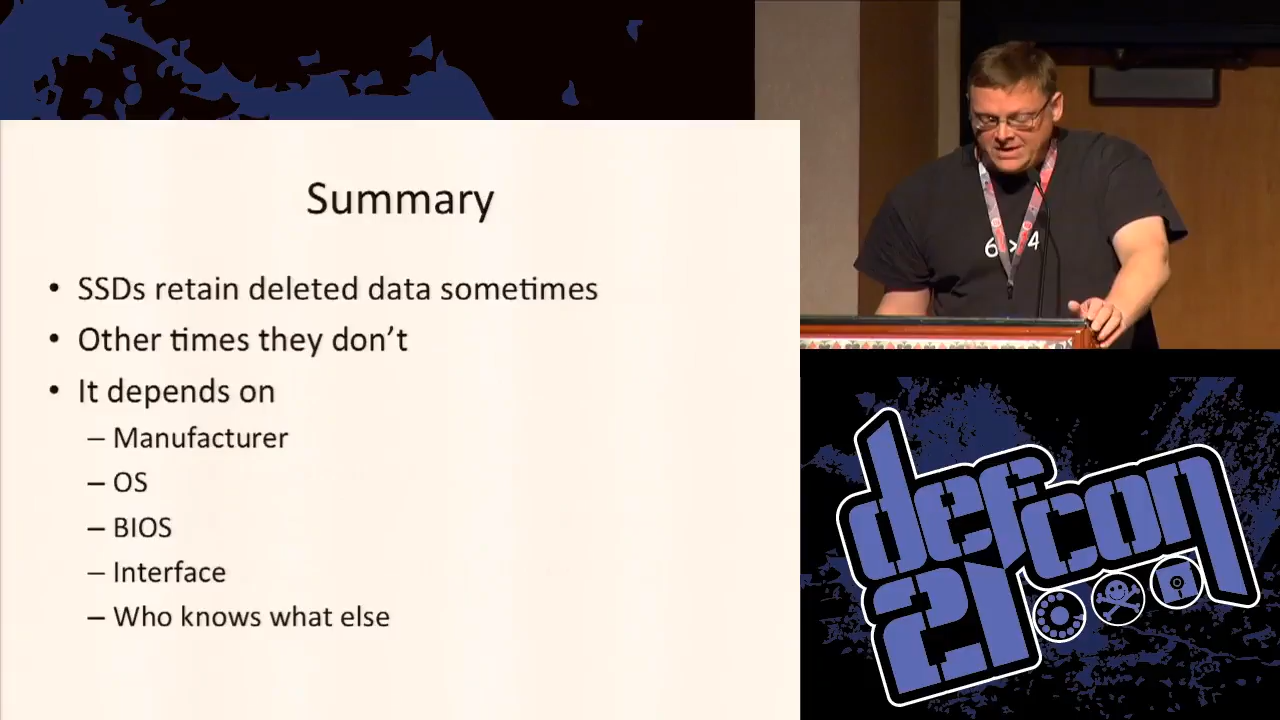 Summary
• SSDs retain deleted data sometimes
• Other times they don't
• It depends on
– Manufacturer
– OS
– BIOS
– Interface
– Who knows what else
6>4
defcon
21